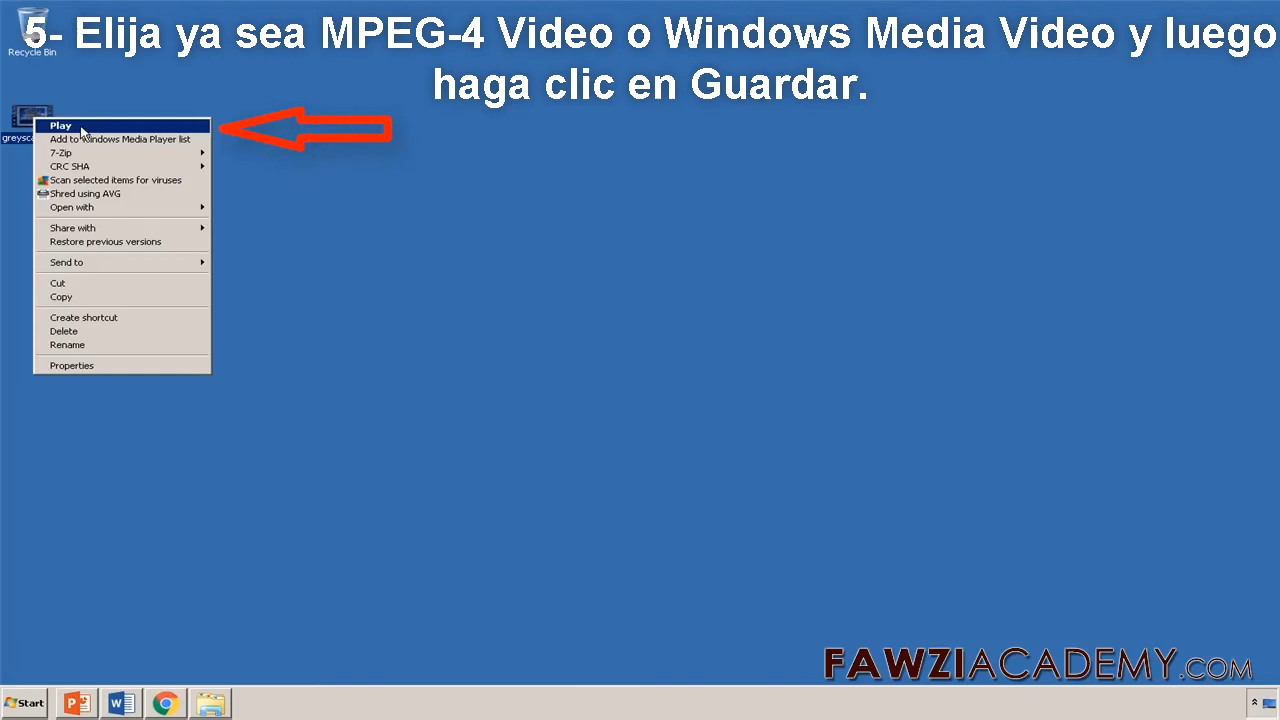 5- Elija ya sea MPEG-4 Video o Windows Media Video y luego
haga clic en Guardar.
Recycle Bin
greysca
Play
Add to Windows Media Player list
7-Zip
CRC SHA
Scan selected items for viruses
Shred using AVG
Open with
Share with
Restore previous versions
Send to
Cut
Copy
Create shortcut
Delete
Rename
Properties
FAWZIACADEMY.COM
Start